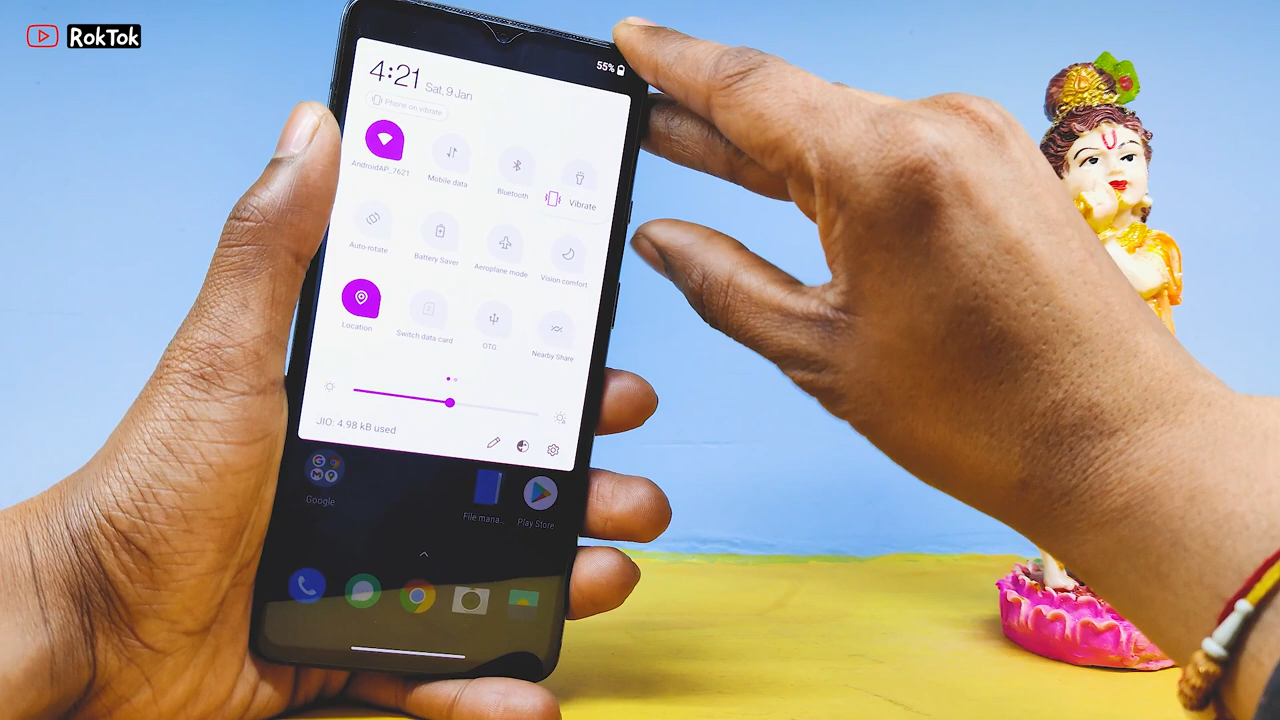 RokTok
55%
4:21 Sat, 9 Jan
Phone on vibrate
AndroidAP_7621
Mobile data
Bluetooth
Vibrate
Auto-rotate
Battery Saver
Aeroplane mode
Vision comfort
Location
Switch data card
OTG
Nearby Share
JIO: 4.98 kB used
Google
File mana..
Play Store